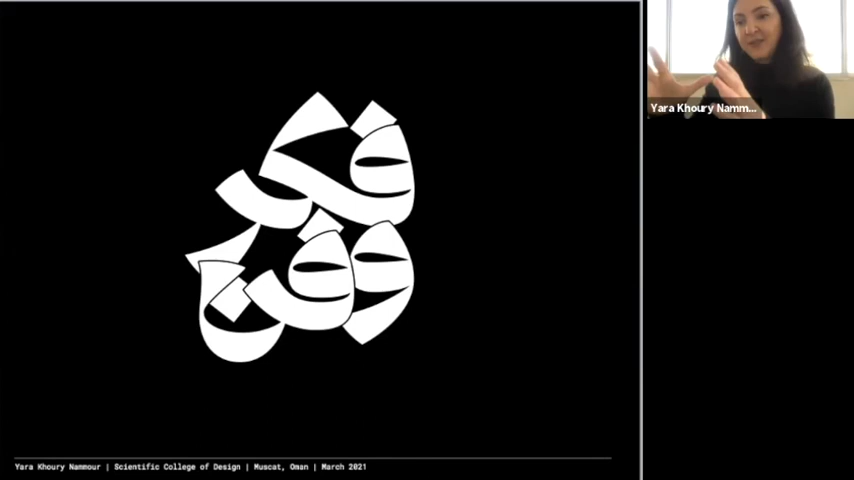 فكر
وفن
Yara Khoury Namm...
Yara Khoury Nammour | Scientific College of Design | Muscat, Oman | March 2021